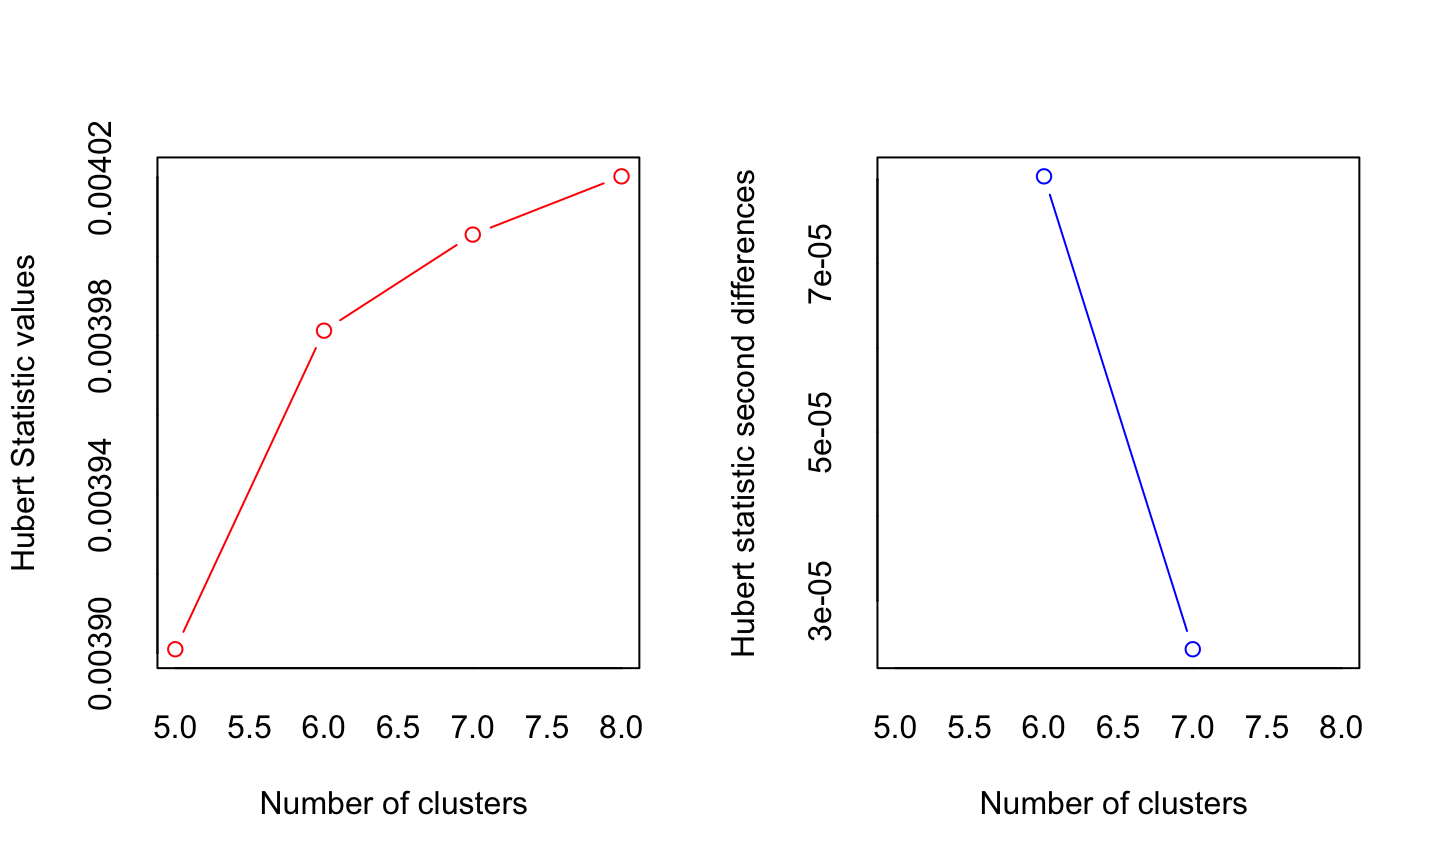 Hubert Statistic values
0.00390 0.00394 0.00398 0.00402
5.0 5.5 6.0 6.5 7.0 7.5 8.0
Number of clusters
Hubert statistic second differences
3e-05 5e-05 7e-05
5.0 5.5 6.0 6.5 7.0 7.5 8.0
Number of clusters